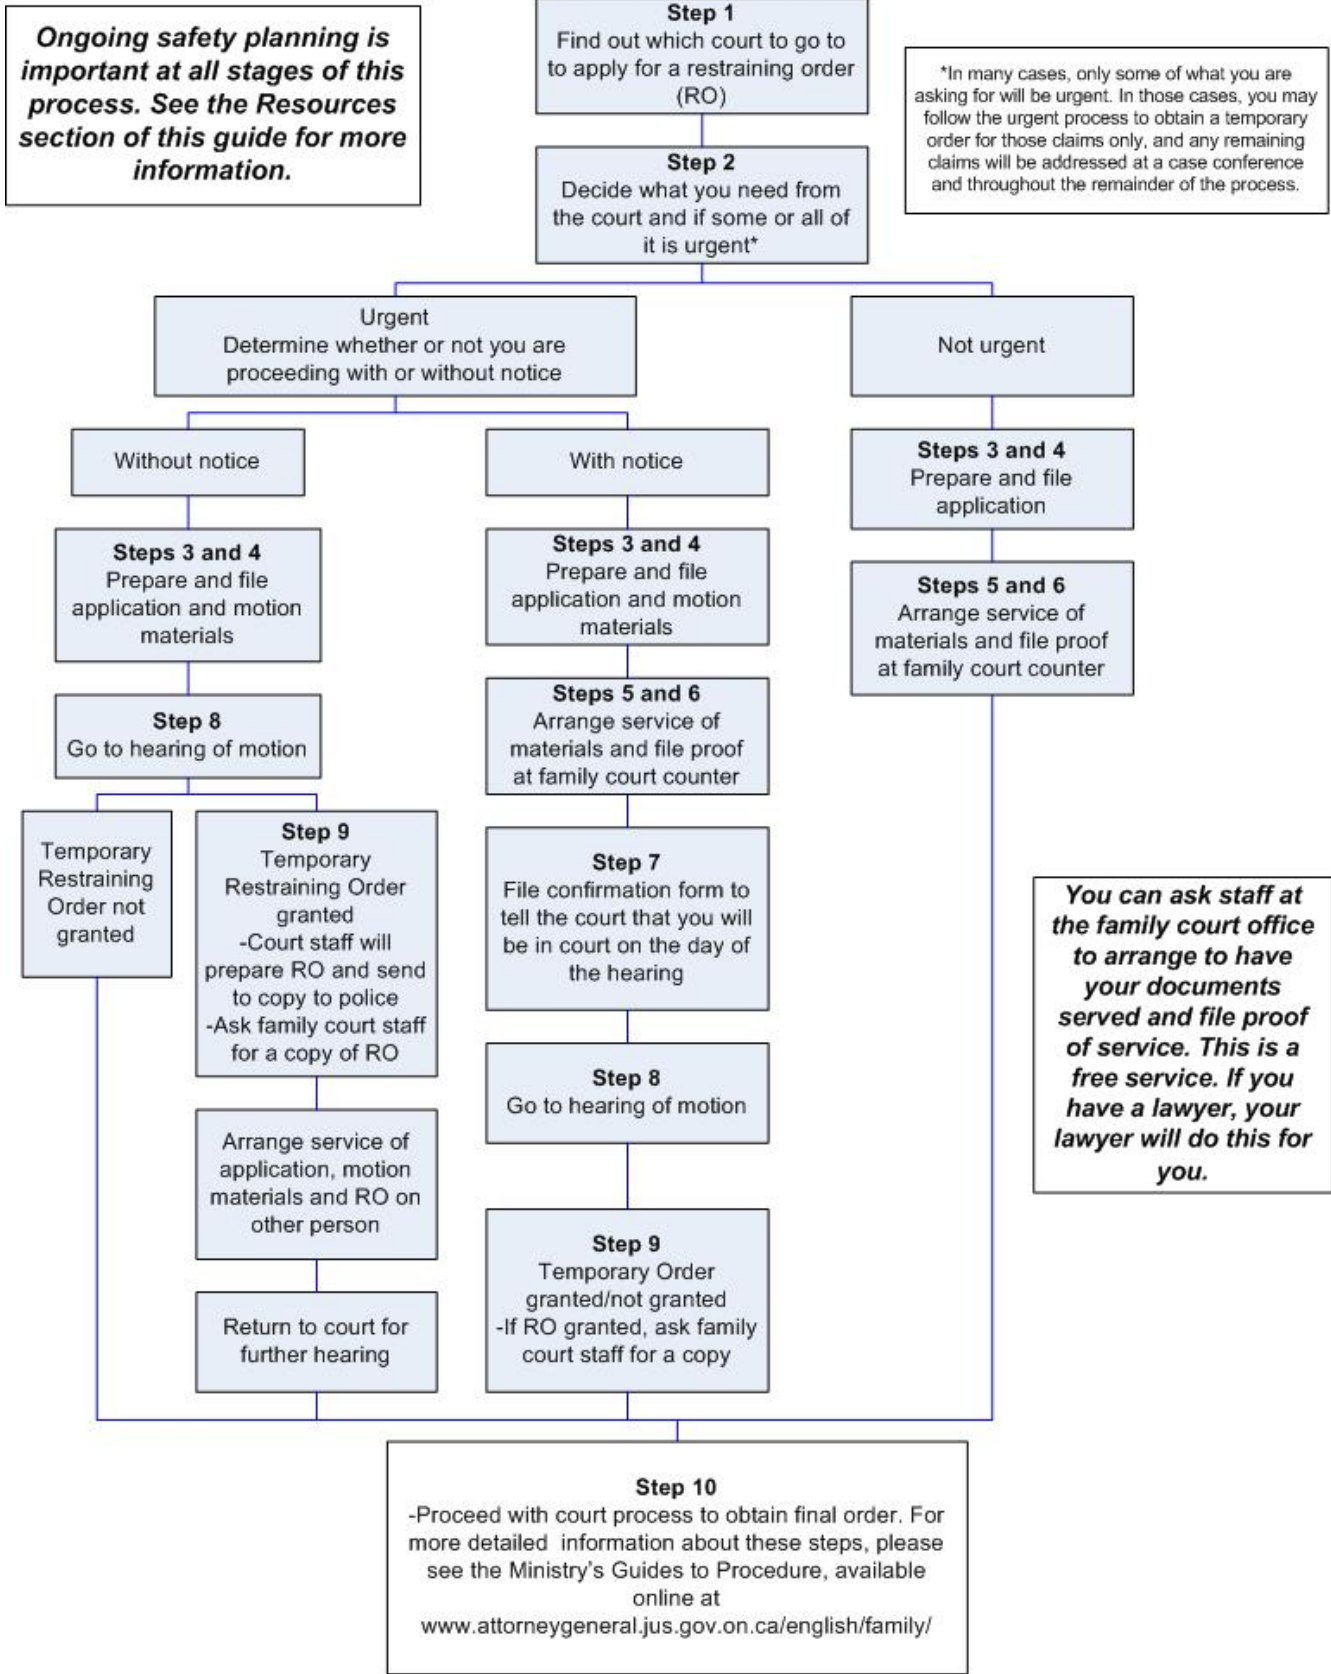 Ongoing safety planning is
important at all stages of this
process. See the Resources
section of this guide for more
information.
Step 1
Find out which court to go to
to apply for a restraining order
(RO)
*In many cases, only some of what you are
asking for will be urgent. In those cases, you may
follow the urgent process to obtain a temporary
order for those claims only, and any remaining
claims will be addressed at a case conference
and throughout the remainder of the process.
Step 2
Decide what you need from
the court and if some or all of
it is urgent*
Urgent
Determine whether or not you are
proceeding with or without notice
Not urgent
Without notice
With notice
Steps 3 and 4
Prepare and file
application
Steps 3 and 4
Prepare and file
application and motion
materials
Steps 3 and 4
Prepare and file
application and motion
materials
Steps 5 and 6
Arrange service of
materials and file proof
at family court counter
Step 8
Go to hearing of motion
Steps 5 and 6
Arrange service of
materials and file proof
at family court counter
Temporary
Restraining
Order not
granted
Step 9
Temporary
Restraining Order
granted
-Court staff will
prepare RO and send
to copy to police
-Ask family court staff
for a copy of RO
Step 7
File confirmation form to
tell the court that you will
be in court on the day of
the hearing
You can ask staff at
the family court office
to arrange to have
your documents
served and file proof
of service. This is a
free service. If you
have a lawyer, your
lawyer will do this for
you.
Step 8
Go to hearing of motion
Arrange service of
application, motion
materials and RO on
other person
Step 9
Temporary Order
granted/not granted
-If RO granted, ask family
court staff for a copy
Return to court for
further hearing
Step 10
-Proceed with court process to obtain final order. For
more detailed information about these steps, please
see the Ministry's Guides to Procedure, available
online at
www.attorneygeneral.jus.gov.on.ca/english/family/